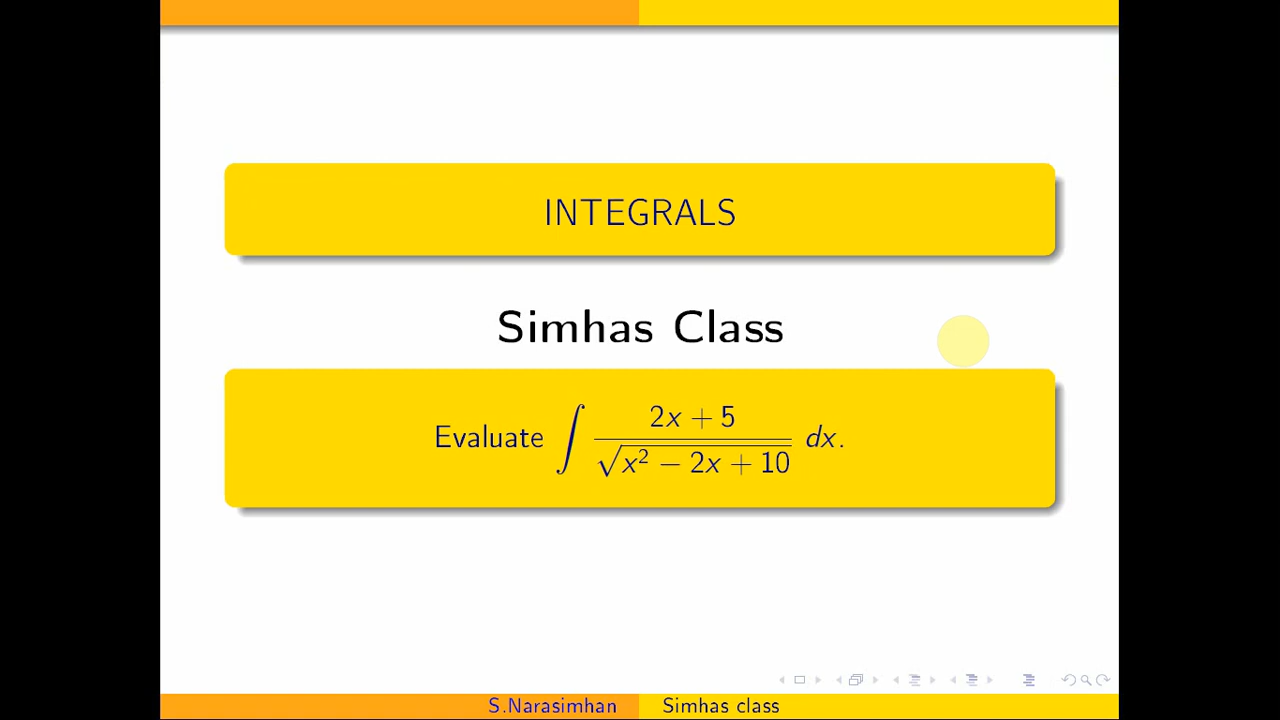 INTEGRALS
Simhas Class
Evaluate ∫ (2x + 5)/√(x² − 2x + 10) dx.
S.Narasimhan Simhas class